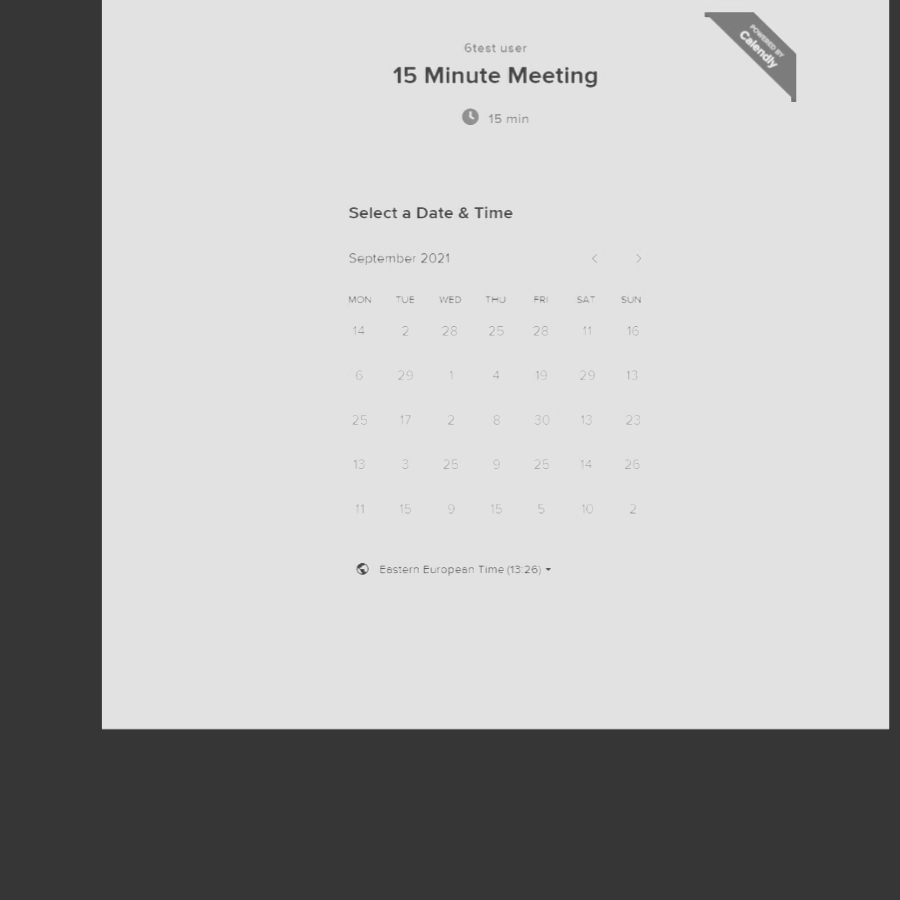 POWERED BY
Calendly
6test user
15 Minute Meeting
15 min
Select a Date & Time
September 2021
MON TUE WED THU FRI SAT SUN
14 2 28 25 28 11 16
6 29 1 4 19 29 13
25 17 2 8 30 13 23
13 3 25 9 25 14 26
11 15 9 15 5 10 2
Eastern European Time (13:26)